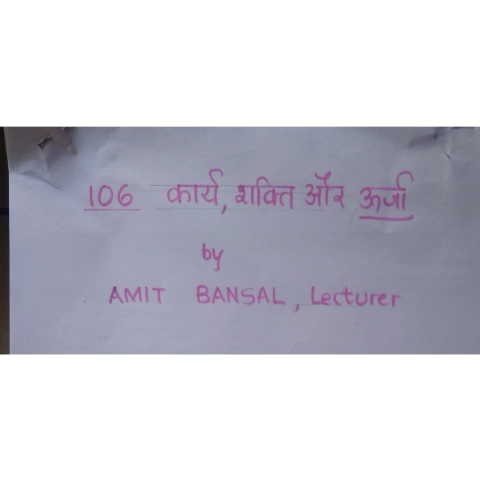 106 कार्य, शक्ति और ऊर्जा
by
AMIT BANSAL, Lecturer